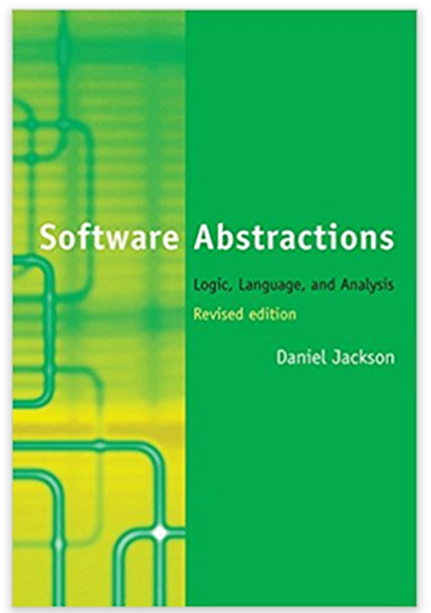 Software Abstractions
Logic, Language, and Analysis
Revised edition
Daniel Jackson